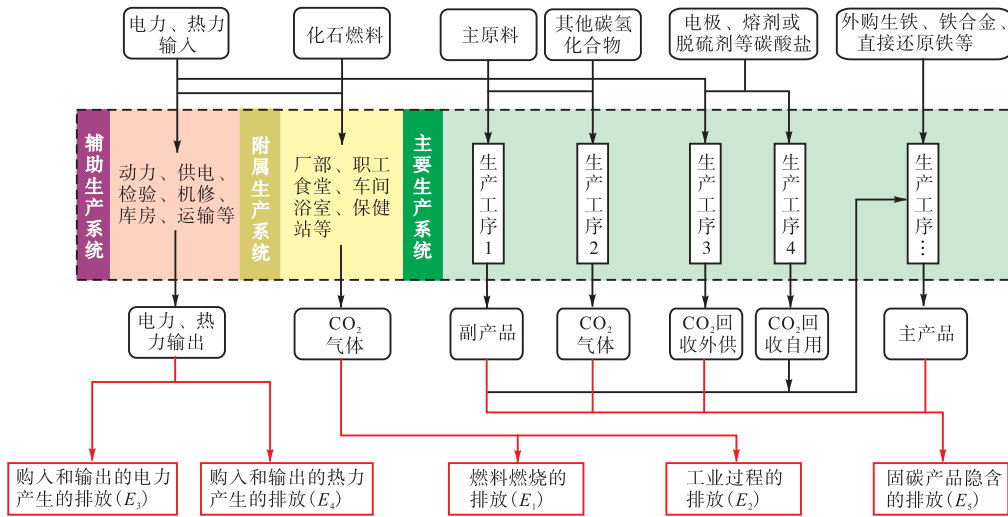 电力、热力
输入
化石燃料
主原料
其他碳氢
化合物
电极、熔剂或
脱硫剂等碳酸盐
外购生铁、铁合金、
直接还原铁等
辅助生产系统
动力、供电、
检验、机修、
库房、运输等
附属生产系统
厂部、职工
食堂、车间
浴室、保健
站等
主要生产系统
生产工序1
生产工序2
生产工序3
生产工序4
生产工序…
电力、热
力输出
CO₂
气体
副产品
CO₂
气体
CO₂回
收外供
CO₂回
收自用
主产品
购入和输出的电力
产生的排放(E₃)
购入和输出的热力
产生的排放(E₄)
燃料燃烧的
排放(E₁)
工业过程的
排放(E₂)
固碳产品隐含
的排放(E₅)